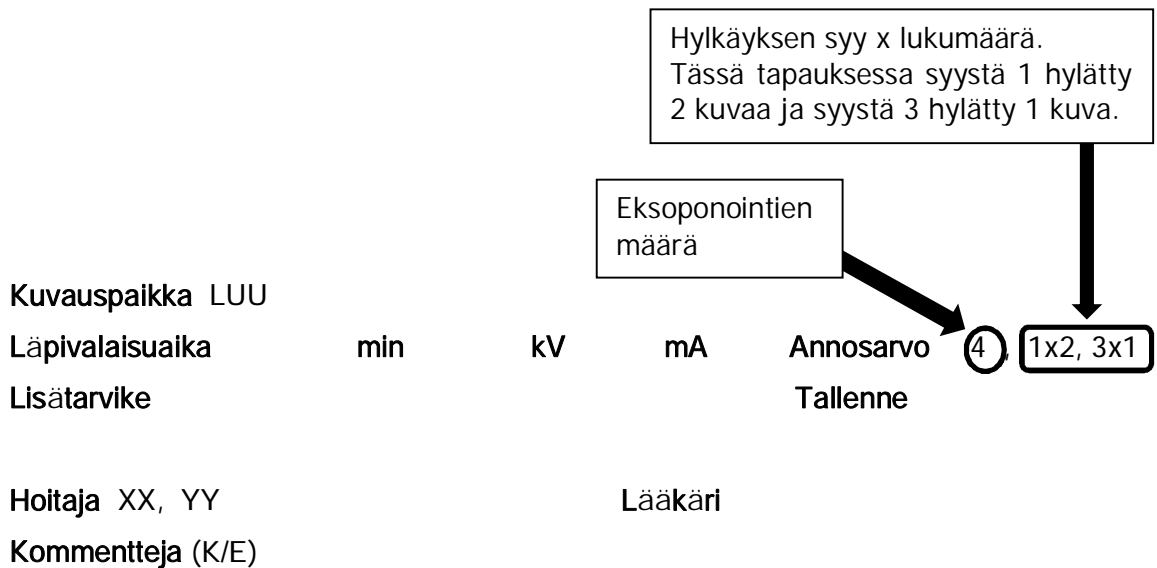 Hylkäyksen syy x lukumäärä.
Tässä tapauksessa syystä 1 hylätty
2 kuvaa ja syystä 3 hylätty 1 kuva.
Eksoponointien
määrä
Kuvauspaikka LUU
Läpivalaisuaika min kV mA Annosarvo 4 , 1x2, 3x1
Lisätarvike Tallenne
Hoitaja XX, YY Lääkäri
Kommentteja (K/E)